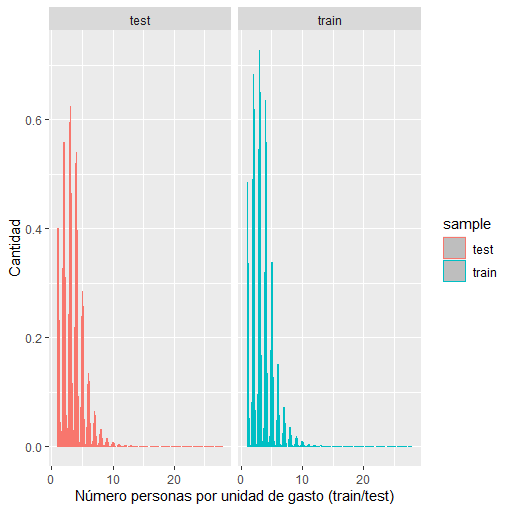 test
train
0.6
0.4
0.2
0.0
0
10
20
0
10
20
Cantidad
Número personas por unidad de gasto (train/test)
sample
test
train